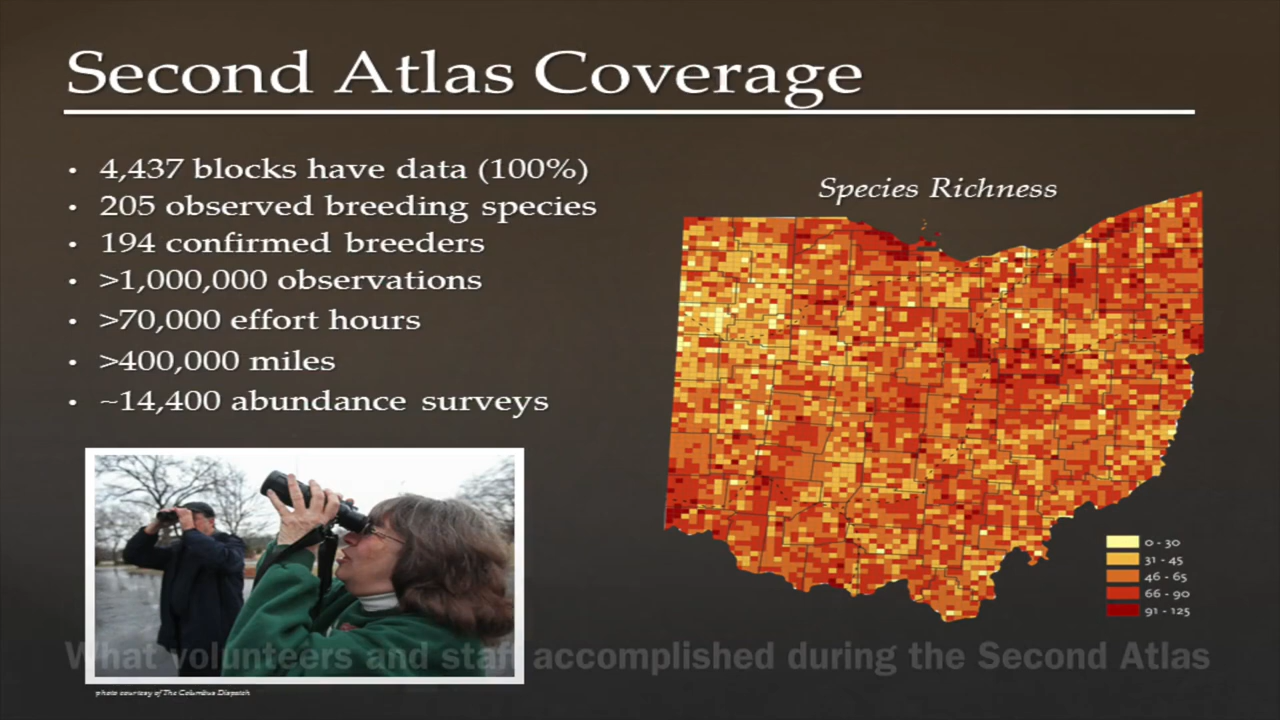 Second Atlas Coverage
• 4,437 blocks have data (100%)
• 205 observed breeding species
• 194 confirmed breeders
• >1,000,000 observations
• >70,000 effort hours
• >400,000 miles
• ~14,400 abundance surveys
Species Richness
0 - 30
31 - 45
46 - 65
66 - 90
91 - 125
What volunteers and staff accomplished during the Second Atlas
photo courtesy of The Columbus Dispatch